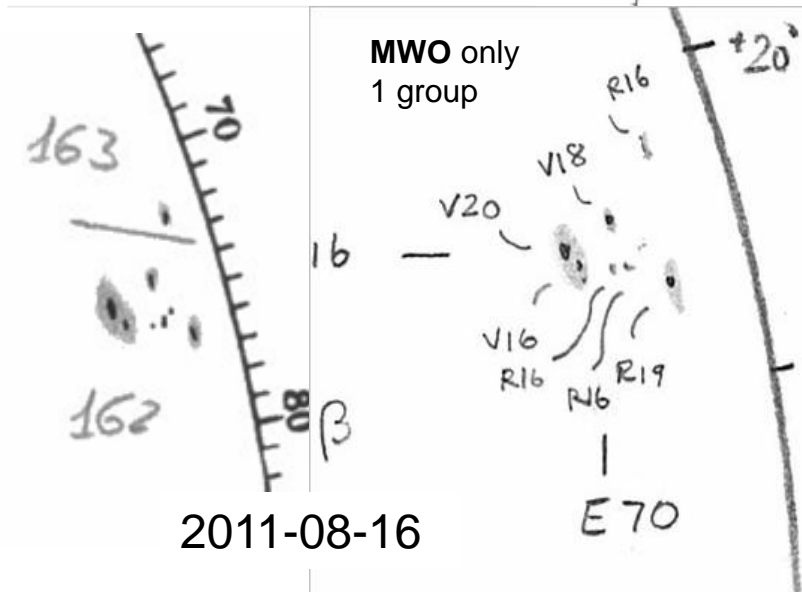 163
70
162
80
2011-08-16
MWO only
1 group
+20°
R16
V18
V20
16
V16
R16
R16
R19
β
E70